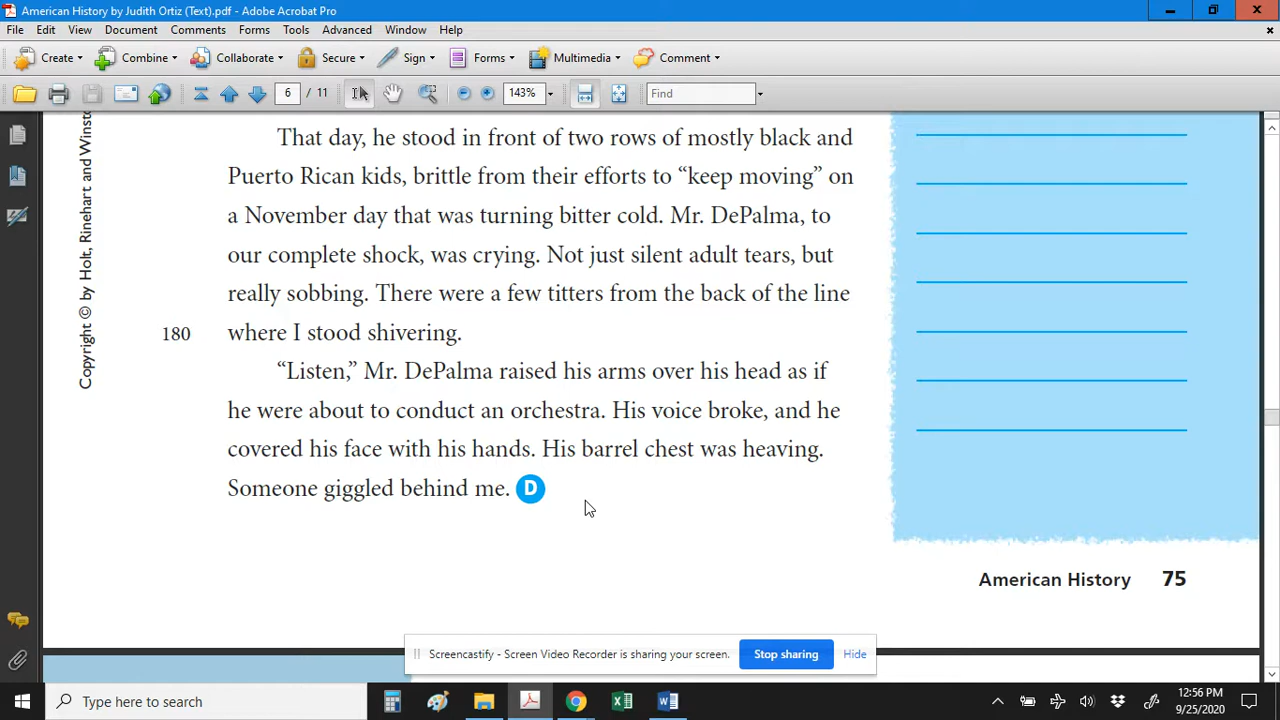 American History by Judith Ortiz (Text).pdf - Adobe Acrobat Pro
File Edit View Document Comments Forms Tools Advanced Window Help
Create Combine Collaborate Secure Sign Forms Multimedia Comment
6 / 11 143% Find
Copyright © by Holt, Rinehart and Winsto
That day, he stood in front of two rows of mostly black and
Puerto Rican kids, brittle from their efforts to “keep moving” on
a November day that was turning bitter cold. Mr. DePalma, to
our complete shock, was crying. Not just silent adult tears, but
really sobbing. There were a few titters from the back of the line
180 where I stood shivering.
“Listen,” Mr. DePalma raised his arms over his head as if
he were about to conduct an orchestra. His voice broke, and he
covered his face with his hands. His barrel chest was heaving.
Someone giggled behind me. D
American History 75
Screencastify - Screen Video Recorder is sharing your screen. Stop sharing Hide
Type here to search
12:56 PM
9/25/2020